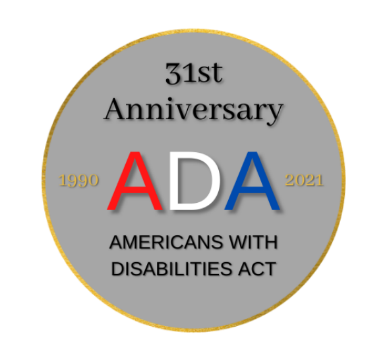 31st
Anniversary
1990 ADA 2021
AMERICANS WITH
DISABILITIES ACT